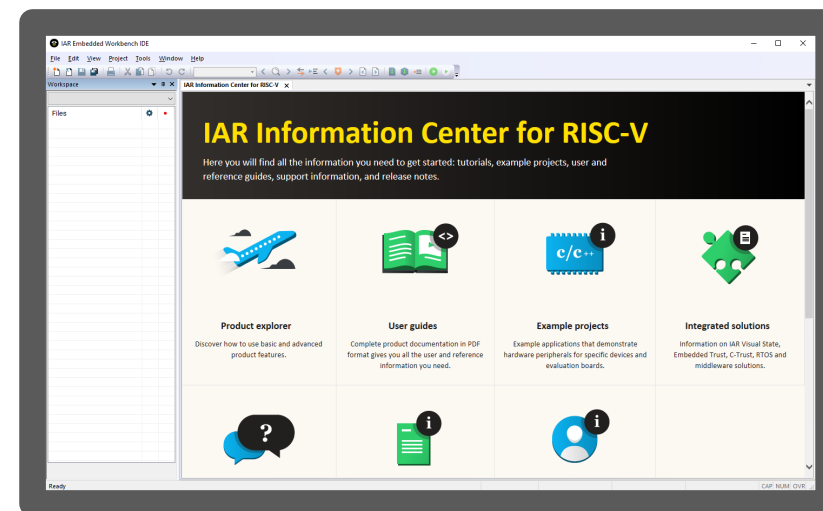 IAR Embedded Workbench IDE
File Edit View Project Tools Window Help
Workspace
IAR Information Center for RISC-V
Files
IAR Information Center for RISC-V
Here you will find all the information you need to get started: tutorials, example projects, user and
reference guides, support information, and release notes.
<>
i
c/c++
Product explorer
Discover how to use basic and advanced
product features.
User guides
Complete product documentation in PDF
format gives you all the user and reference
information you need.
Example projects
Example applications that demonstrate
hardware peripherals for specific devices and
evaluation boards.
Integrated solutions
Information on IAR Visual State,
Embedded Trust, C-Trust, RTOS and
middleware solutions.
?
i
i
Ready
CAP NUM OVR